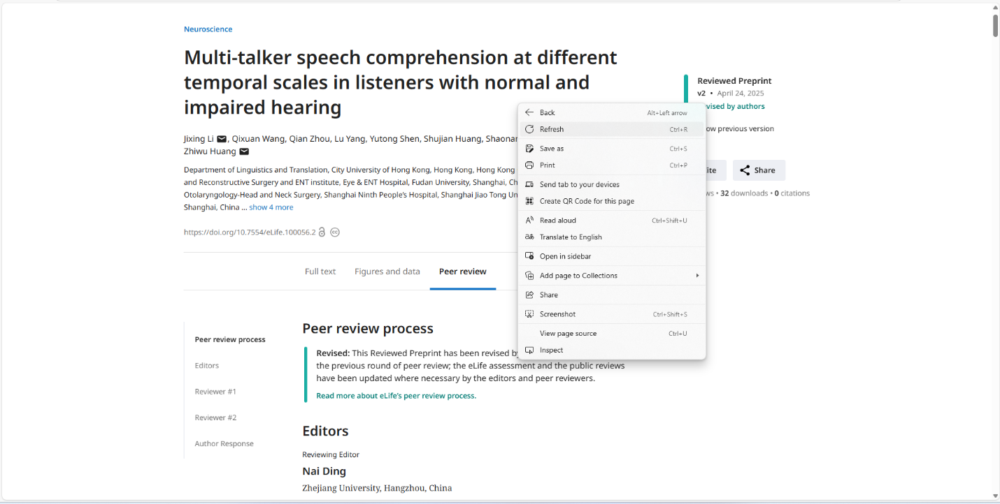 Neuroscience
Multi-talker speech comprehension at different
temporal scales in listeners with normal and
impaired hearing
Jixing Li, Qixuan Wang, Qian Zhou, Lu Yang, Yutong Shen, Shujian Huang, Shaonan
Zhiwu Huang
Department of Linguistics and Translation, City University of Hong Kong, Hong Kong, Hong Kong
and Reconstructive Surgery and ENT institute, Eye & ENT Hospital, Fudan University, Shanghai, Ch
Otolaryngology-Head and Neck Surgery, Shanghai Ninth People's Hospital, Shanghai Jiao Tong Un
Shanghai, China ... show 4 more
https://doi.org/10.7554/eLife.100056.2
cc
Reviewed Preprint
v2 • April 24, 2025
vised by authors
ow previous version
ite
Share
ws • 32 downloads • 0 citations
Back Alt+Left arrow
Refresh Ctrl+R
Save as Ctrl+S
Print Ctrl+P
Send tab to your devices
Create QR Code for this page
Read aloud Ctrl+Shift+U
Translate to English
Open in sidebar
Add page to Collections
Share
Screenshot Ctrl+Shift+S
View page source Ctrl+U
Inspect
Full text Figures and data Peer review
Peer review process
Editors
Reviewer #1
Reviewer #2
Author Response
Peer review process
Revised: This Reviewed Preprint has been revised by
the previous round of peer review; the eLife assessment and the public reviews
have been updated where necessary by the editors and peer reviewers.
Read more about eLife's peer review process.
Editors
Reviewing Editor
Nai Ding
Zhejiang University, Hangzhou, China